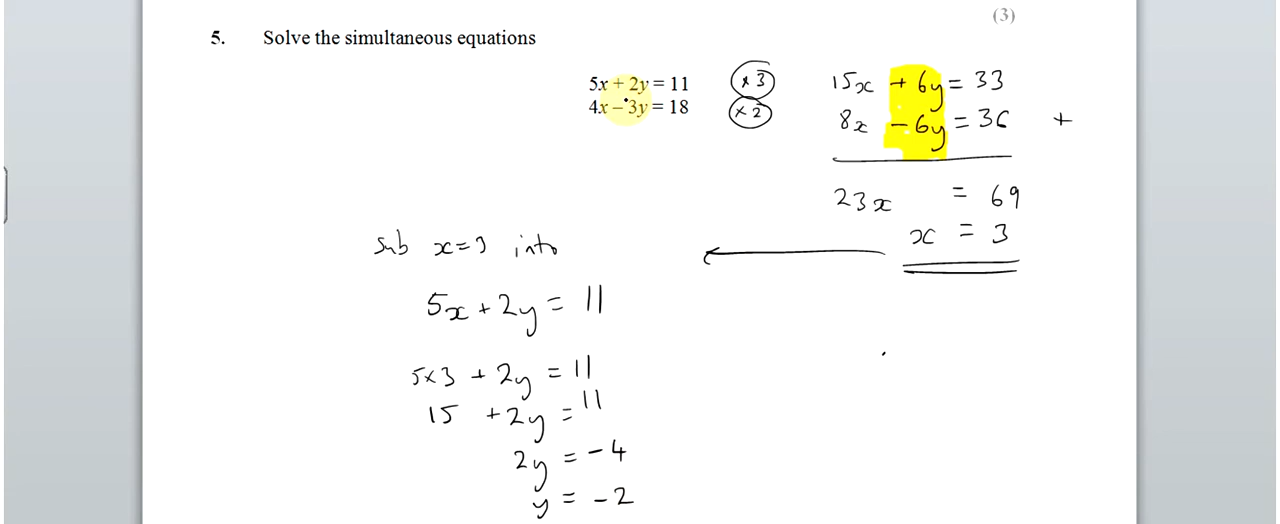 (3)
5. Solve the simultaneous equations
5x + 2y = 11 ×3 15x + 6y = 33
4x – 3y = 18 ×2 8x - 6y = 36 +
23x = 69
x = 3
Sub x=3 into
5x + 2y = 11
5×3 + 2y = 11
15 + 2y = 11
2y = -4
y = -2